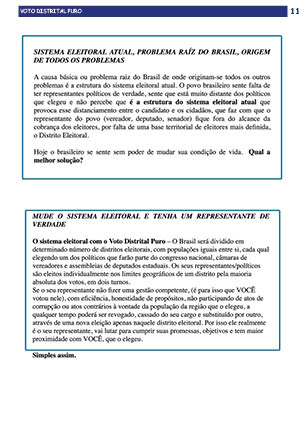 VOTO DISTRITAL PURO 11
SISTEMA ELEITORAL ATUAL, PROBLEMA RAÍZ DO BRASIL, ORIGEM
DE TODOS OS PROBLEMAS
A causa básica ou problema raiz do Brasil de onde originam-se todos os outros
problemas é a estrutura do sistema eleitoral atual. O povo brasileiro sente falta de
ter representantes políticos de verdade, sente que está muito distante dos políticos
que elegeu e não percebe que é a estrutura do sistema eleitoral atual que
provoca esse distanciamento entre o candidato e os cidadãos, que faz com que o
representante do povo (vereador, deputado, senador) fique fora do alcance da
cobrança dos eleitores, por falta de uma base territorial de eleitores mais definida,
o Distrito Eleitoral.
Hoje o brasileiro se sente sem poder de mudar sua condição de vida. Qual a
melhor solução?
MUDE O SISTEMA ELEITORAL E TENHA UM REPRESENTANTE DE
VERDADE
O sistema eleitoral com o Voto Distrital Puro – O Brasil será dividido em
determinado número de distritos eleitorais, com populações iguais entre si, cada qual
elegendo um dos políticos que farão parte do congresso nacional, câmaras de
vereadores e assembleias de deputados estaduais. Os seus representantes/políticos
são eleitos individualmente nos limites geográficos de um distrito pela maioria
absoluta dos votos, em dois turnos.
Se o seu representante não fizer uma gestão competente, (é para isso que VOCÊ
votou nele), com eficiência, honestidade de propósitos, não participando de atos de
corrupção ou atos contrários à vontade da população da região que o elegeu, a
qualquer tempo poderá ser revogado, cassado do seu cargo e substituído por outro,
através de uma nova eleição apenas naquele distrito eleitoral. Por isso ele realmente
é o seu representante, vai lutar para cumprir suas promessas, objetivos e tem maior
proximidade com VOCÊ, que o elegeu.
Simples assim.